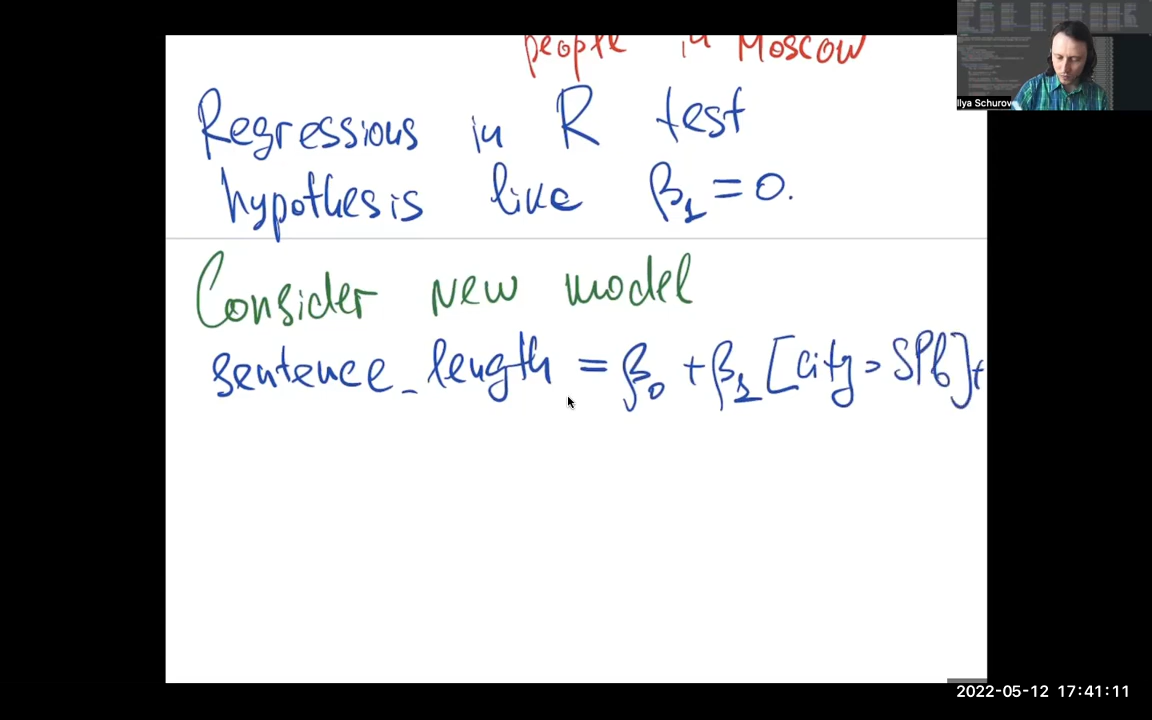 people in Moscow
Regressions in R test
hypothesis like β₁ = 0.
Consider new model
sentence_length = β₀ + β₁ [city = SPb] +
Ilya Schurov
2022-05-12 17:41:11